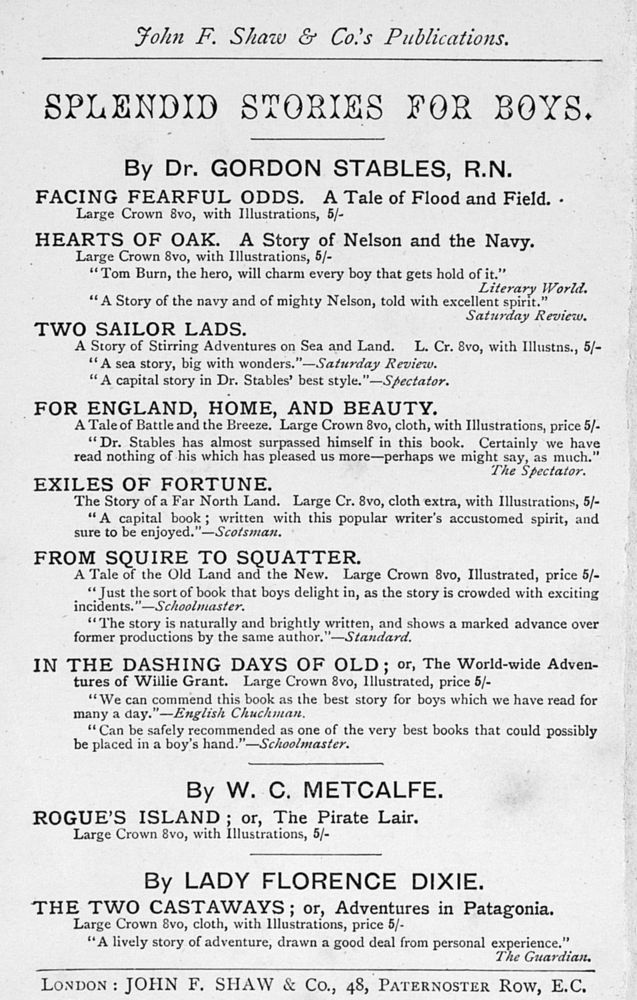 John F. Shaw & Co.'s Publications.
SPLENDID STORIES FOR BOYS.
By Dr. GORDON STABLES, R.N.
FACING FEARFUL ODDS. A Tale of Flood and Field.
Large Crown 8vo, with Illustrations, 5/-
HEARTS OF OAK. A Story of Nelson and the Navy.
Large Crown 8vo, with Illustrations, 5/-
"Tom Burn, the hero, will charm every boy that gets hold of it."
Literary World.
"A Story of the navy and of mighty Nelson, told with excellent spirit."
Saturday Review.
TWO SAILOR LADS.
A Story of Stirring Adventures on Sea and Land. L. Cr. 8vo, with Illustns., 5/-
"A sea story, big with wonders."—Saturday Review.
"A capital story in Dr. Stables' best style."—Spectator.
FOR ENGLAND, HOME, AND BEAUTY.
A Tale of Battle and the Breeze. Large Crown 8vo, cloth, with Illustrations, price 5/-
"Dr. Stables has almost surpassed himself in this book. Certainly we have
read nothing of his which has pleased us more—perhaps we might say, as much."
The Spectator.
EXILES OF FORTUNE.
The Story of a Far North Land. Large Cr. 8vo, cloth extra, with Illustrations, 5/-
"A capital book; written with this popular writer's accustomed spirit, and
sure to be enjoyed."—Scotsman.
FROM SQUIRE TO SQUATTER.
A Tale of the Old Land and the New. Large Crown 8vo, Illustrated, price 5/-
"Just the sort of book that boys delight in, as the story is crowded with exciting
incidents."—Schoolmaster.
"The story is naturally and brightly written, and shows a marked advance over
former productions by the same author."—Standard.
IN THE DASHING DAYS OF OLD; or, The World-wide Adven-
tures of Willie Grant. Large Crown 8vo, Illustrated, price 5/-
"We can commend this book as the best story for boys which we have read for
many a day."—English Chuchman.
"Can be safely recommended as one of the very best books that could possibly
be placed in a boy's hand."—Schoolmaster.
By W. C. METCALFE.
ROGUE'S ISLAND; or, The Pirate Lair.
Large Crown 8vo, with Illustrations, 5/-
By LADY FLORENCE DIXIE.
THE TWO CASTAWAYS; or, Adventures in Patagonia.
Large Crown 8vo, cloth, with Illustrations, price 5/-
"A lively story of adventure, drawn a good deal from personal experience."
The Guardian.
LONDON: JOHN F. SHAW & Co., 48, PATERNOSTER ROW, E.C.